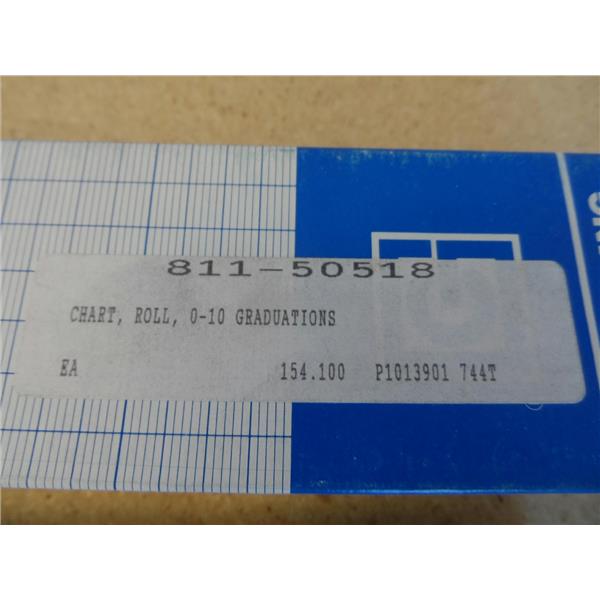 811-50518
CHART, ROLL, 0-10 GRADUATIONS
EA 154.100 P1013901 744T